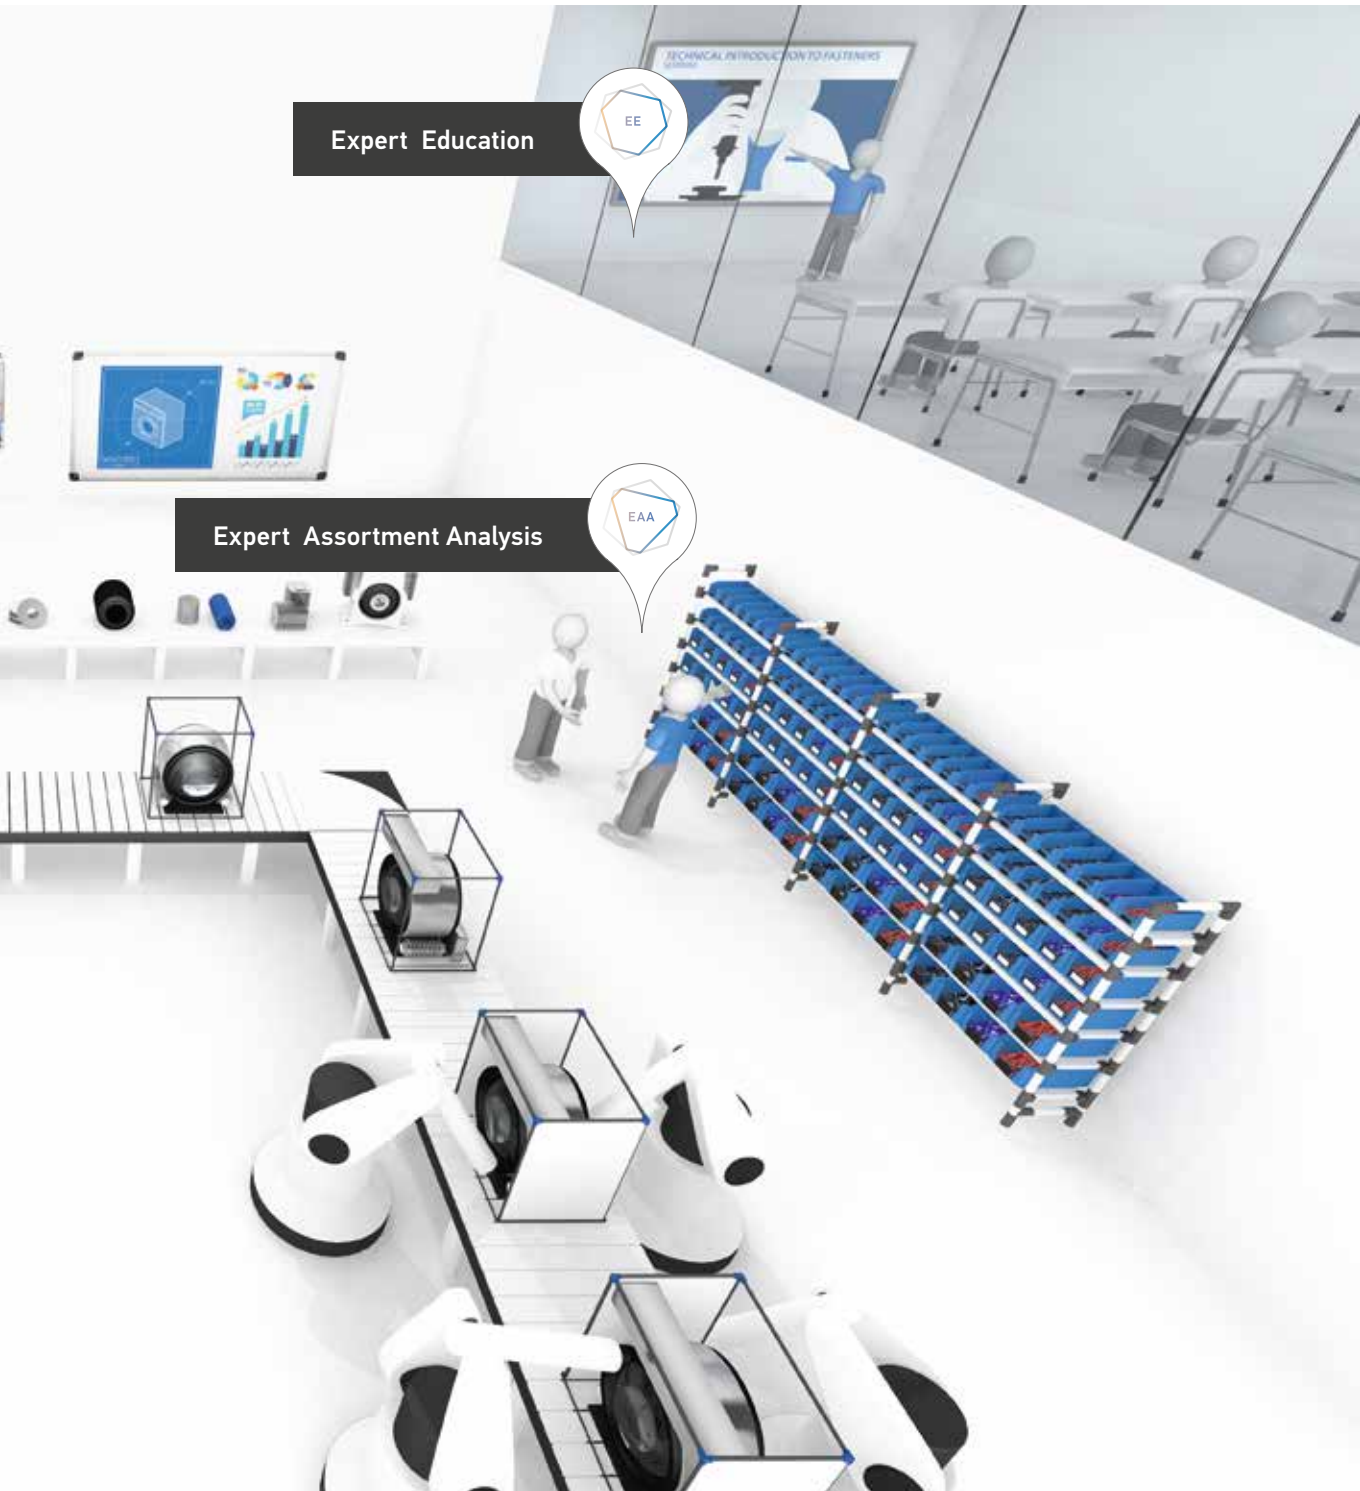 TECHNICAL INTRODUCTION TO FASTENERS
Expert Education
EE
Expert Assortment Analysis
EAA